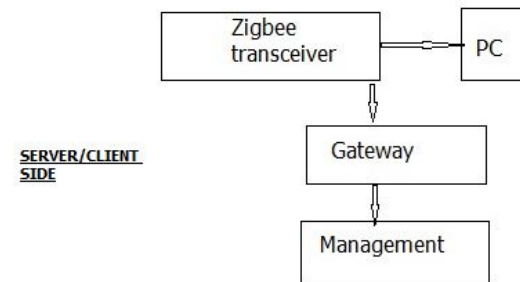 Zigbee
transceiver
PC
Gateway
SERVER/CLIENT
SIDE
Management